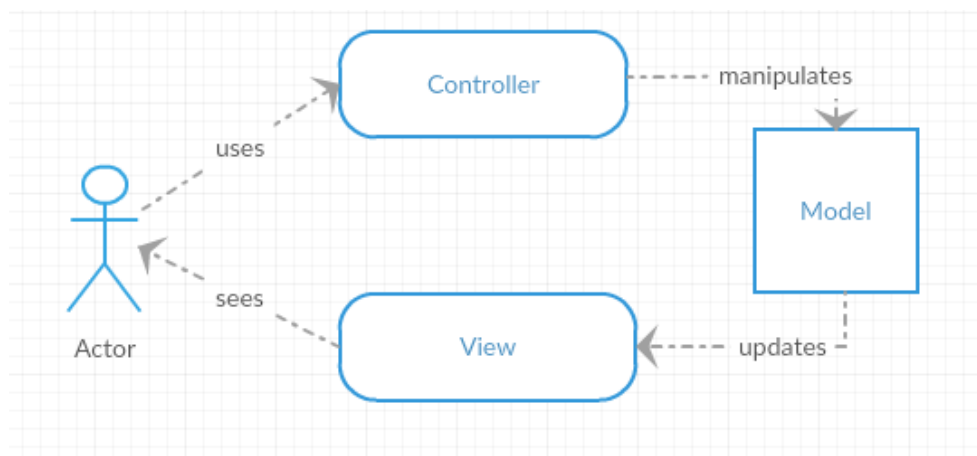 Controller
manipulates
uses
Model
sees
View
updates
Actor